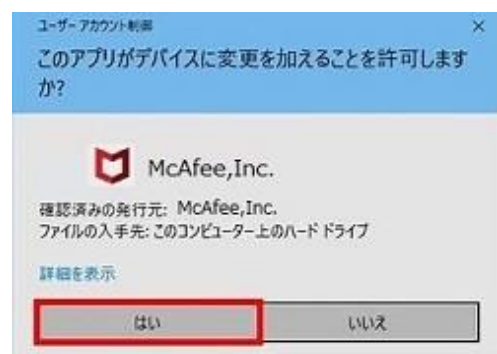 ユーザー アカウント制御
このアプリがデバイスに変更を加えることを許可します
か?
McAfee,Inc.
確認済みの発行元: McAfee,Inc.
ファイルの入手先: このコンピューター上のハード ドライブ
詳細を表示
はい
いいえ